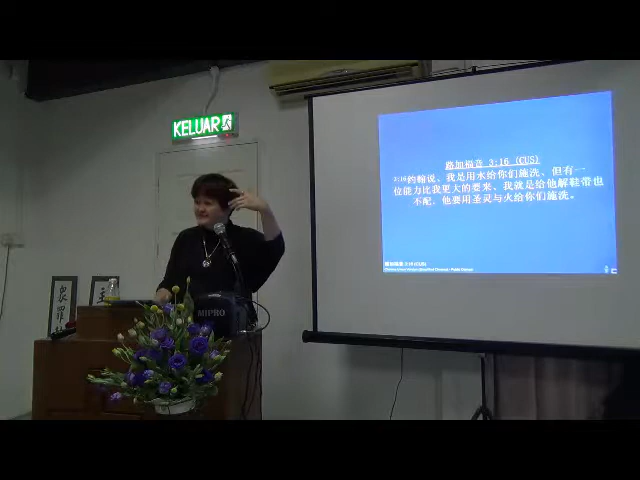 KELUAR
路加福音 3:16 (CUS)
3:16约翰说、我是用水给你们施洗、但有一
位能力比我更大的要来、我就是给他解鞋带也
不配、他要用圣灵与火给你们施洗。
MIPRO